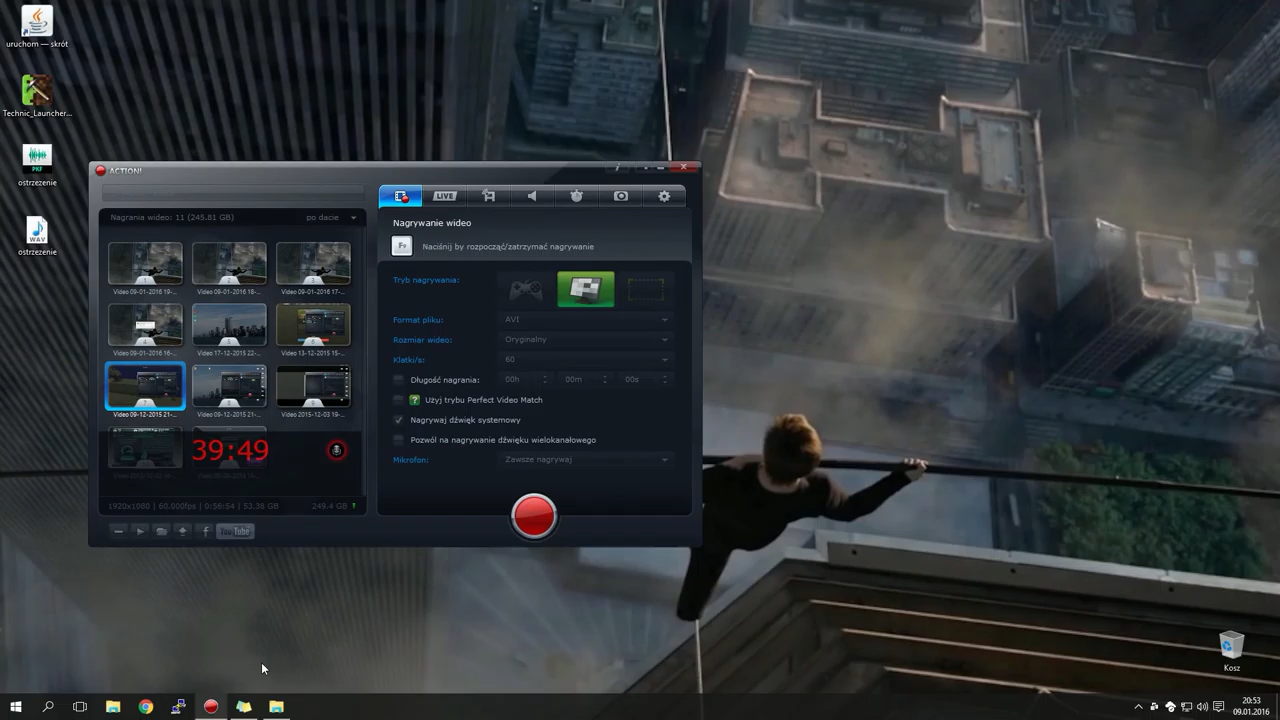 uruchom — skrót
Technic_Launcher...
PKF
ostrzezenie
WAV
ostrzezenie
ACTION!
Nagrania wideo: 11 (245.81 GB)
po dacie
Video 09-01-2016 19-...
Video 09-01-2016 18-...
Video 09-01-2016 17-...
Video 09-01-2016 16-...
Video 17-12-2015 22-...
Video 13-12-2015 15-...
Video 09-12-2015 21-...
Video 09-12-2015 21-...
Video 2015-12-03 19-...
39:49
1920x1080 | 60.000fps | 0:56:54 | 53.38 GB
249.4 GB
f
YouTube
LIVE
Nagrywanie wideo
F9
Naciśnij by rozpocząć/zatrzymać nagrywanie
Tryb nagrywania:
Format pliku:
AVI
Rozmiar wideo:
Oryginalny
Klatki/s:
60
Długość nagrania:
00h
00m
00s
? Użyj trybu Perfect Video Match
Nagrywaj dźwięk systemowy
Pozwól na nagrywanie dźwięku wielokanałowego
Mikrofon:
Zawsze nagrywaj
Kosz
20:53
09.01.2016